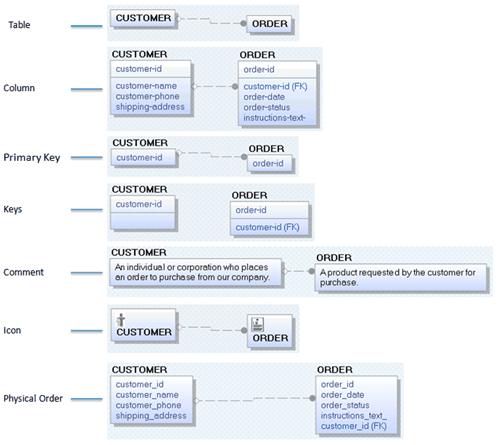 Table
CUSTOMER
ORDER
Column
CUSTOMER
customer-id
customer-name
customer-phone
shipping-address
ORDER
order-id
customer-id (FK)
order-date
order-status
instructions-text-
Primary Key
CUSTOMER
customer-id
ORDER
order-id
Keys
CUSTOMER
customer-id
ORDER
order-id
customer-id (FK)
Comment
CUSTOMER
An individual or corporation who places
an order to purchase from our company.
ORDER
A product requested by the customer for
purchase.
Icon
CUSTOMER
ORDER
Physical Order
CUSTOMER
customer_id
customer_name
customer_phone
shipping_address
ORDER
order_id
order_date
order_status
instructions_text_
customer_id (FK)